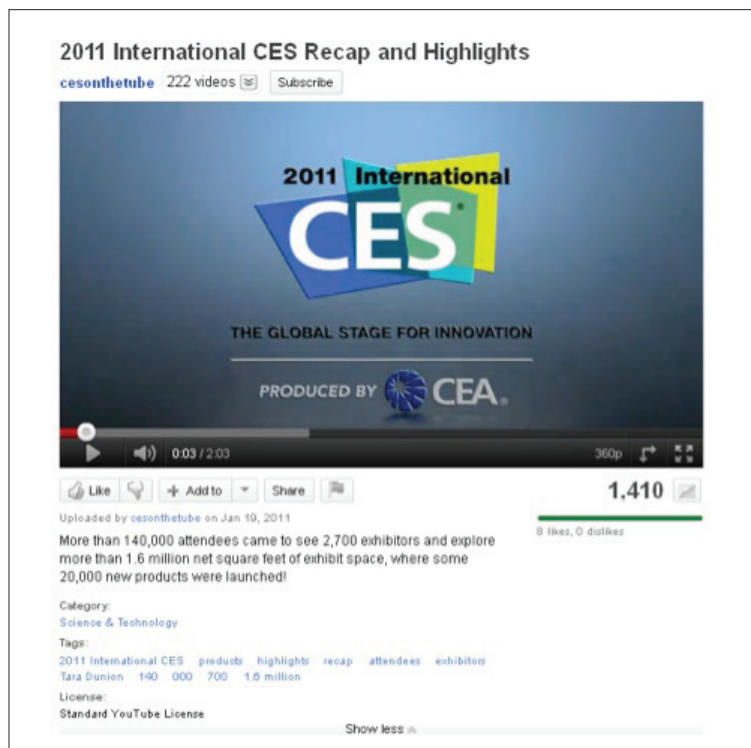 2011 International CES Recap and Highlights
cesonthetube 222 videos Subscribe
2011 International
CES
THE GLOBAL STAGE FOR INNOVATION
PRODUCED BY CEA®
0:03 / 2:03 360p
Like Add to Share 1,410
Uploaded by cesonthetube on Jan 19, 2011
8 likes, 0 dislikes
More than 140,000 attendees came to see 2,700 exhibitors and explore
more than 1.6 million net square feet of exhibit space, where some
20,000 new products were launched!
Category:
Science & Technology
Tags:
2011 International CES products highlights recap attendees exhibitors
Tara Dunion 140 000 700 1.6 million
License:
Standard YouTube License
Show less